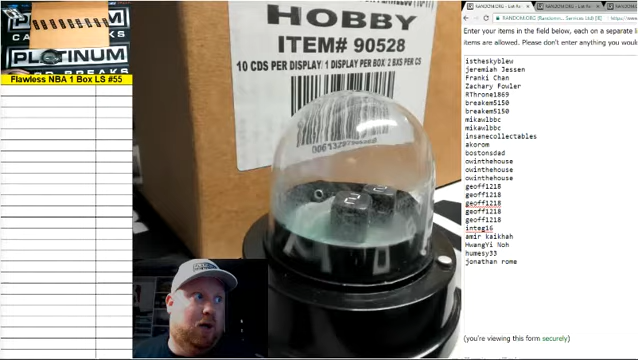 PLATINUM
Flawless NBA 1 Box LS #55
HOBBY
ITEM# 90528
10 CDS PER DISPLAY/1 DISPLAY PER BOX/ 2 BXS PER CS
Enter your items in the field below, each on a separate li
items are allowed. Please don't enter anything you woul
istheskyblew
jeremiah Jessen
Franki Chan
Zachary Fowler
RThrone1869
breakem5150
breakem5150
mikawlbbc
mikawlbbc
insanecollectables
akorom
bostonsdad
owinthehouse
owinthehouse
owinthehouse
geoff1218
geoff1218
geoff1218
geoff1218
geoff1218
integ16
amir kaikhah
HwangYi Noh
humesy33
jonathan rome
(you're viewing this form securely)